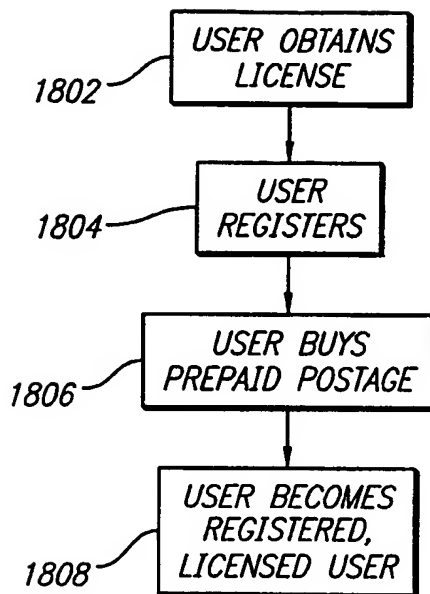 USER OBTAINS
LICENSE
1802
USER
REGISTERS
1804
USER BUYS
PREPAID POSTAGE
1806
USER BECOMES
REGISTERED,
LICENSED USER
1808